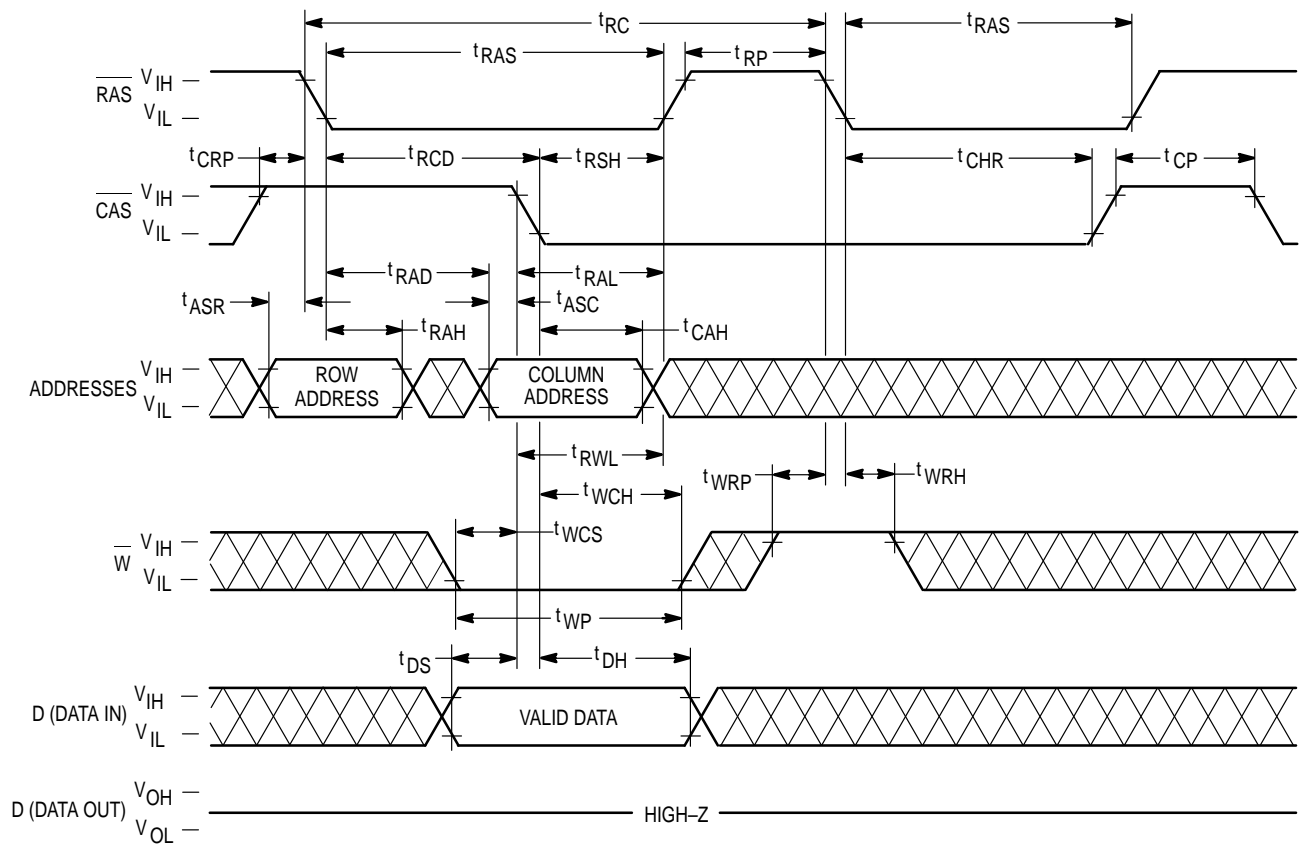 tRC
tRAS
tRAS
tRP
RAS VIH
VIL
tCRP
tRCD
tRSH
tCHR
tCP
CAS VIH
VIL
tRAD
tRAL
tASR
tASC
tRAH
tCAH
ADDRESSES VIH
VIL
ROW
ADDRESS
COLUMN
ADDRESS
tRWL
tWRP
tWRH
tWCH
tWCS
W VIH
VIL
tWP
tDS
tDH
D (DATA IN) VIH
VIL
VALID DATA
D (DATA OUT) VOH
VOL
HIGH–Z